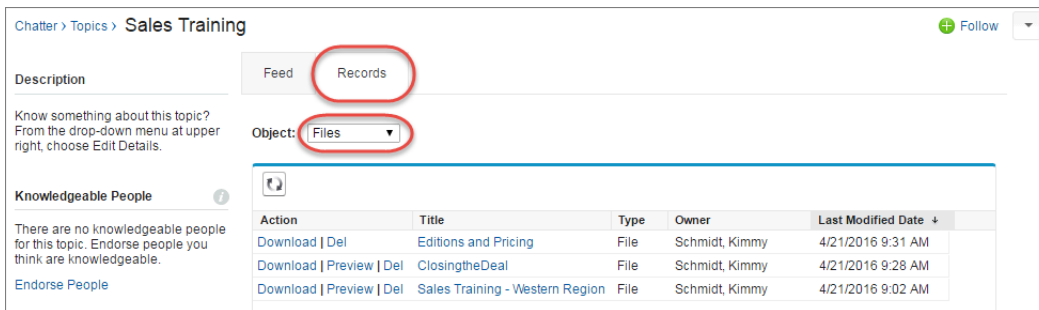 Chatter › Topics › Sales Training
Follow
Description
Know something about this topic?
From the drop-down menu at upper
right, choose Edit Details.
Knowledgeable People
There are no knowledgeable people
for this topic. Endorse people you
think are knowledgeable.
Endorse People
Feed
Records
Object: Files
Action Title Type Owner Last Modified Date ↓
Download | Del Editions and Pricing File Schmidt, Kimmy 4/21/2016 9:31 AM
Download | Preview | Del ClosingtheDeal File Schmidt, Kimmy 4/21/2016 9:28 AM
Download | Preview | Del Sales Training - Western Region File Schmidt, Kimmy 4/21/2016 9:02 AM